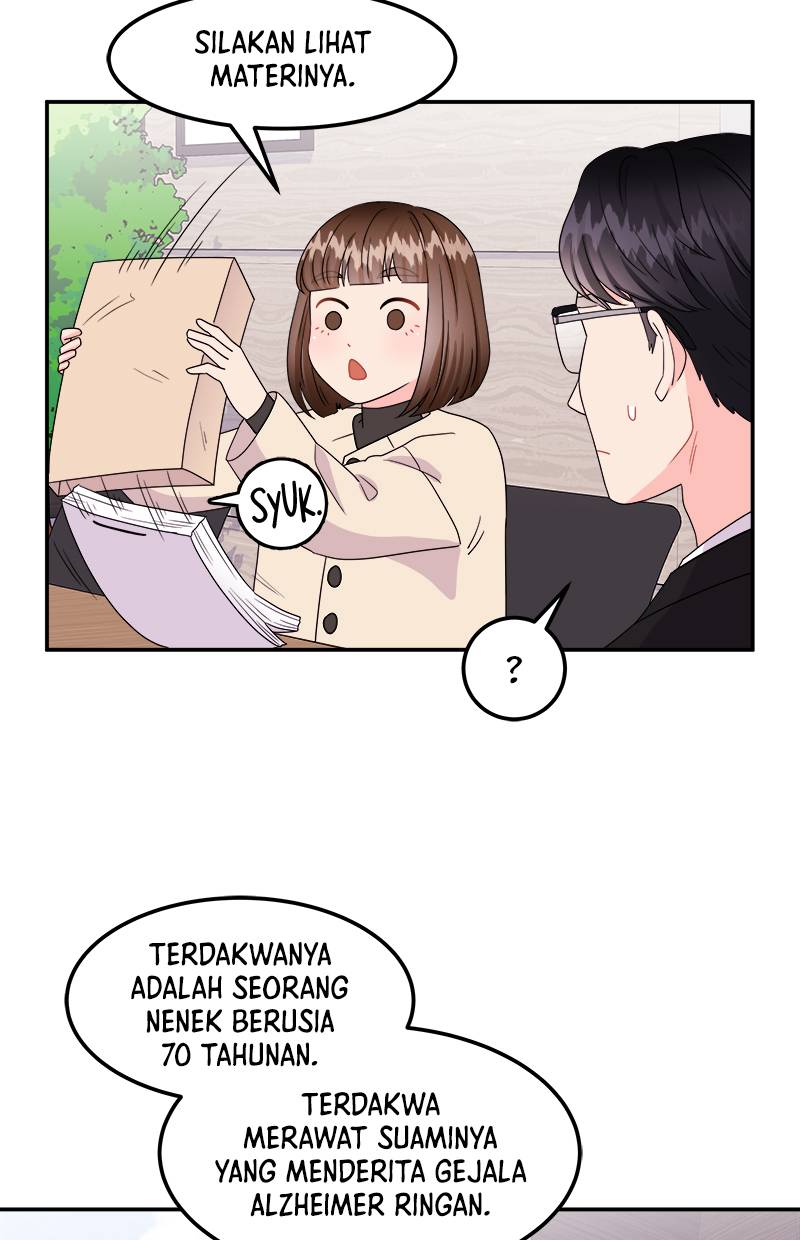 SILAKAN LIHAT
MATERINYA.
SYUK.
?
TERDAKWANYA
ADALAH SEORANG
NENEK BERUSIA
70 TAHUNAN.
TERDAKWA
MERAWAT SUAMINYA
YANG MENDERITA GEJALA
ALZHEIMER RINGAN.